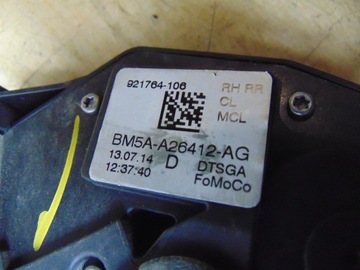 921764-106 RH RR
CL
MCL
BM5A-A26412-AG
13.07.14 D DTSGA
12:37:40 FoMoCo